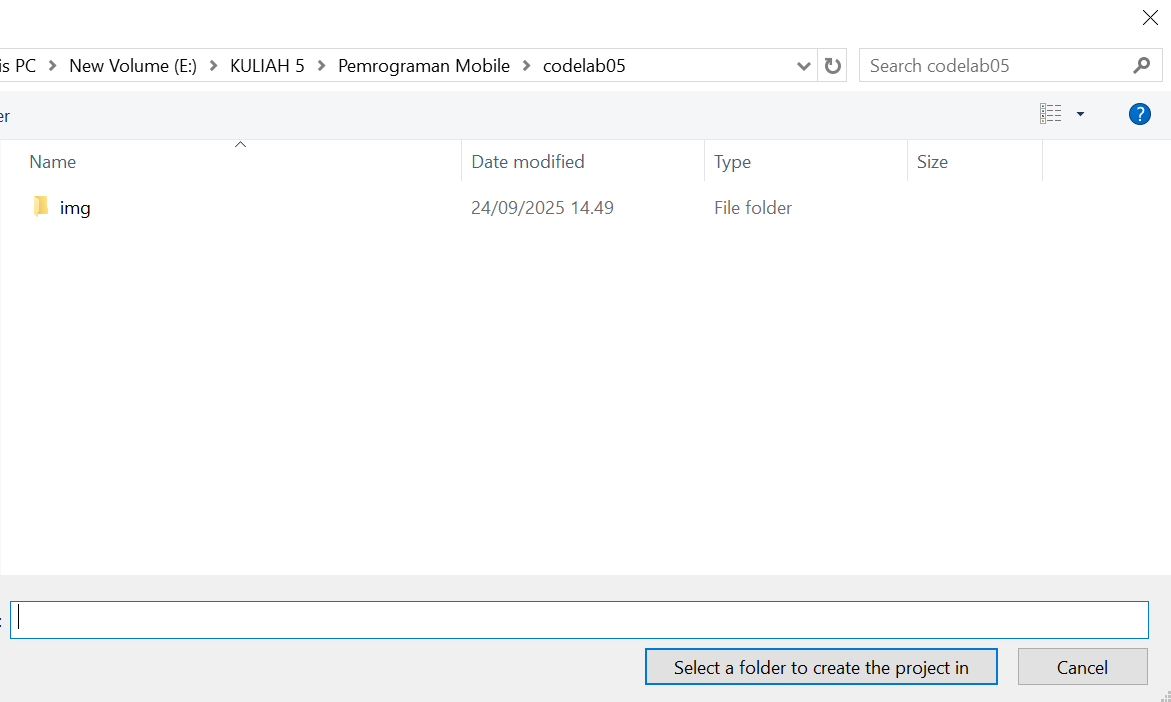 is PC > New Volume (E:) > KULIAH 5 > Pemrograman Mobile > codelab05
Search codelab05
er
?
Name Date modified Type Size
img 24/09/2025 14.49 File folder
:
Select a folder to create the project in Cancel